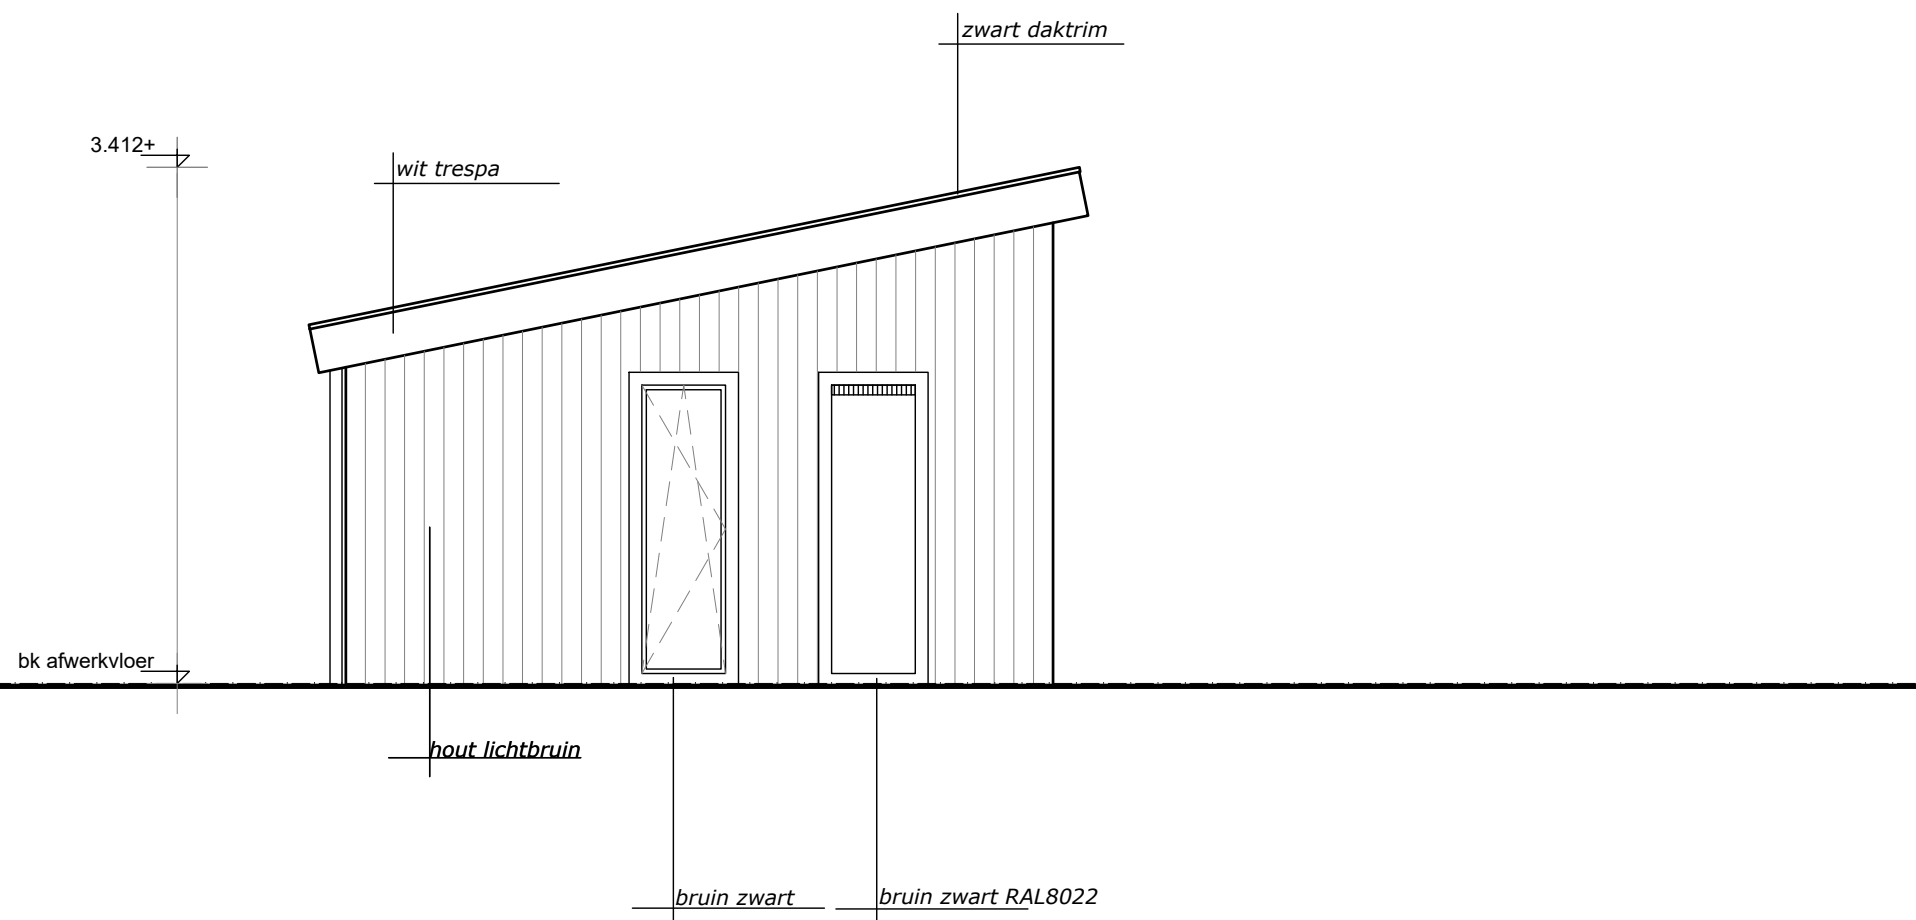 zwart daktrim
3.412+
wit trespa
bk afwerkvloer
hout lichtbruin
bruin zwart
bruin zwart RAL8022